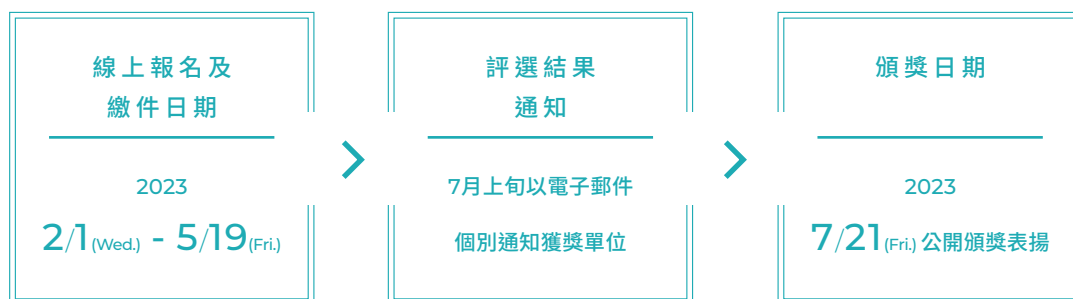 線上報名及
繳件日期
2023
2/1(Wed.) - 5/19(Fri.)
評選結果
通知
7月上旬以電子郵件
個別通知獲獎單位
頒獎日期
2023
7/21(Fri.)公開頒獎表揚